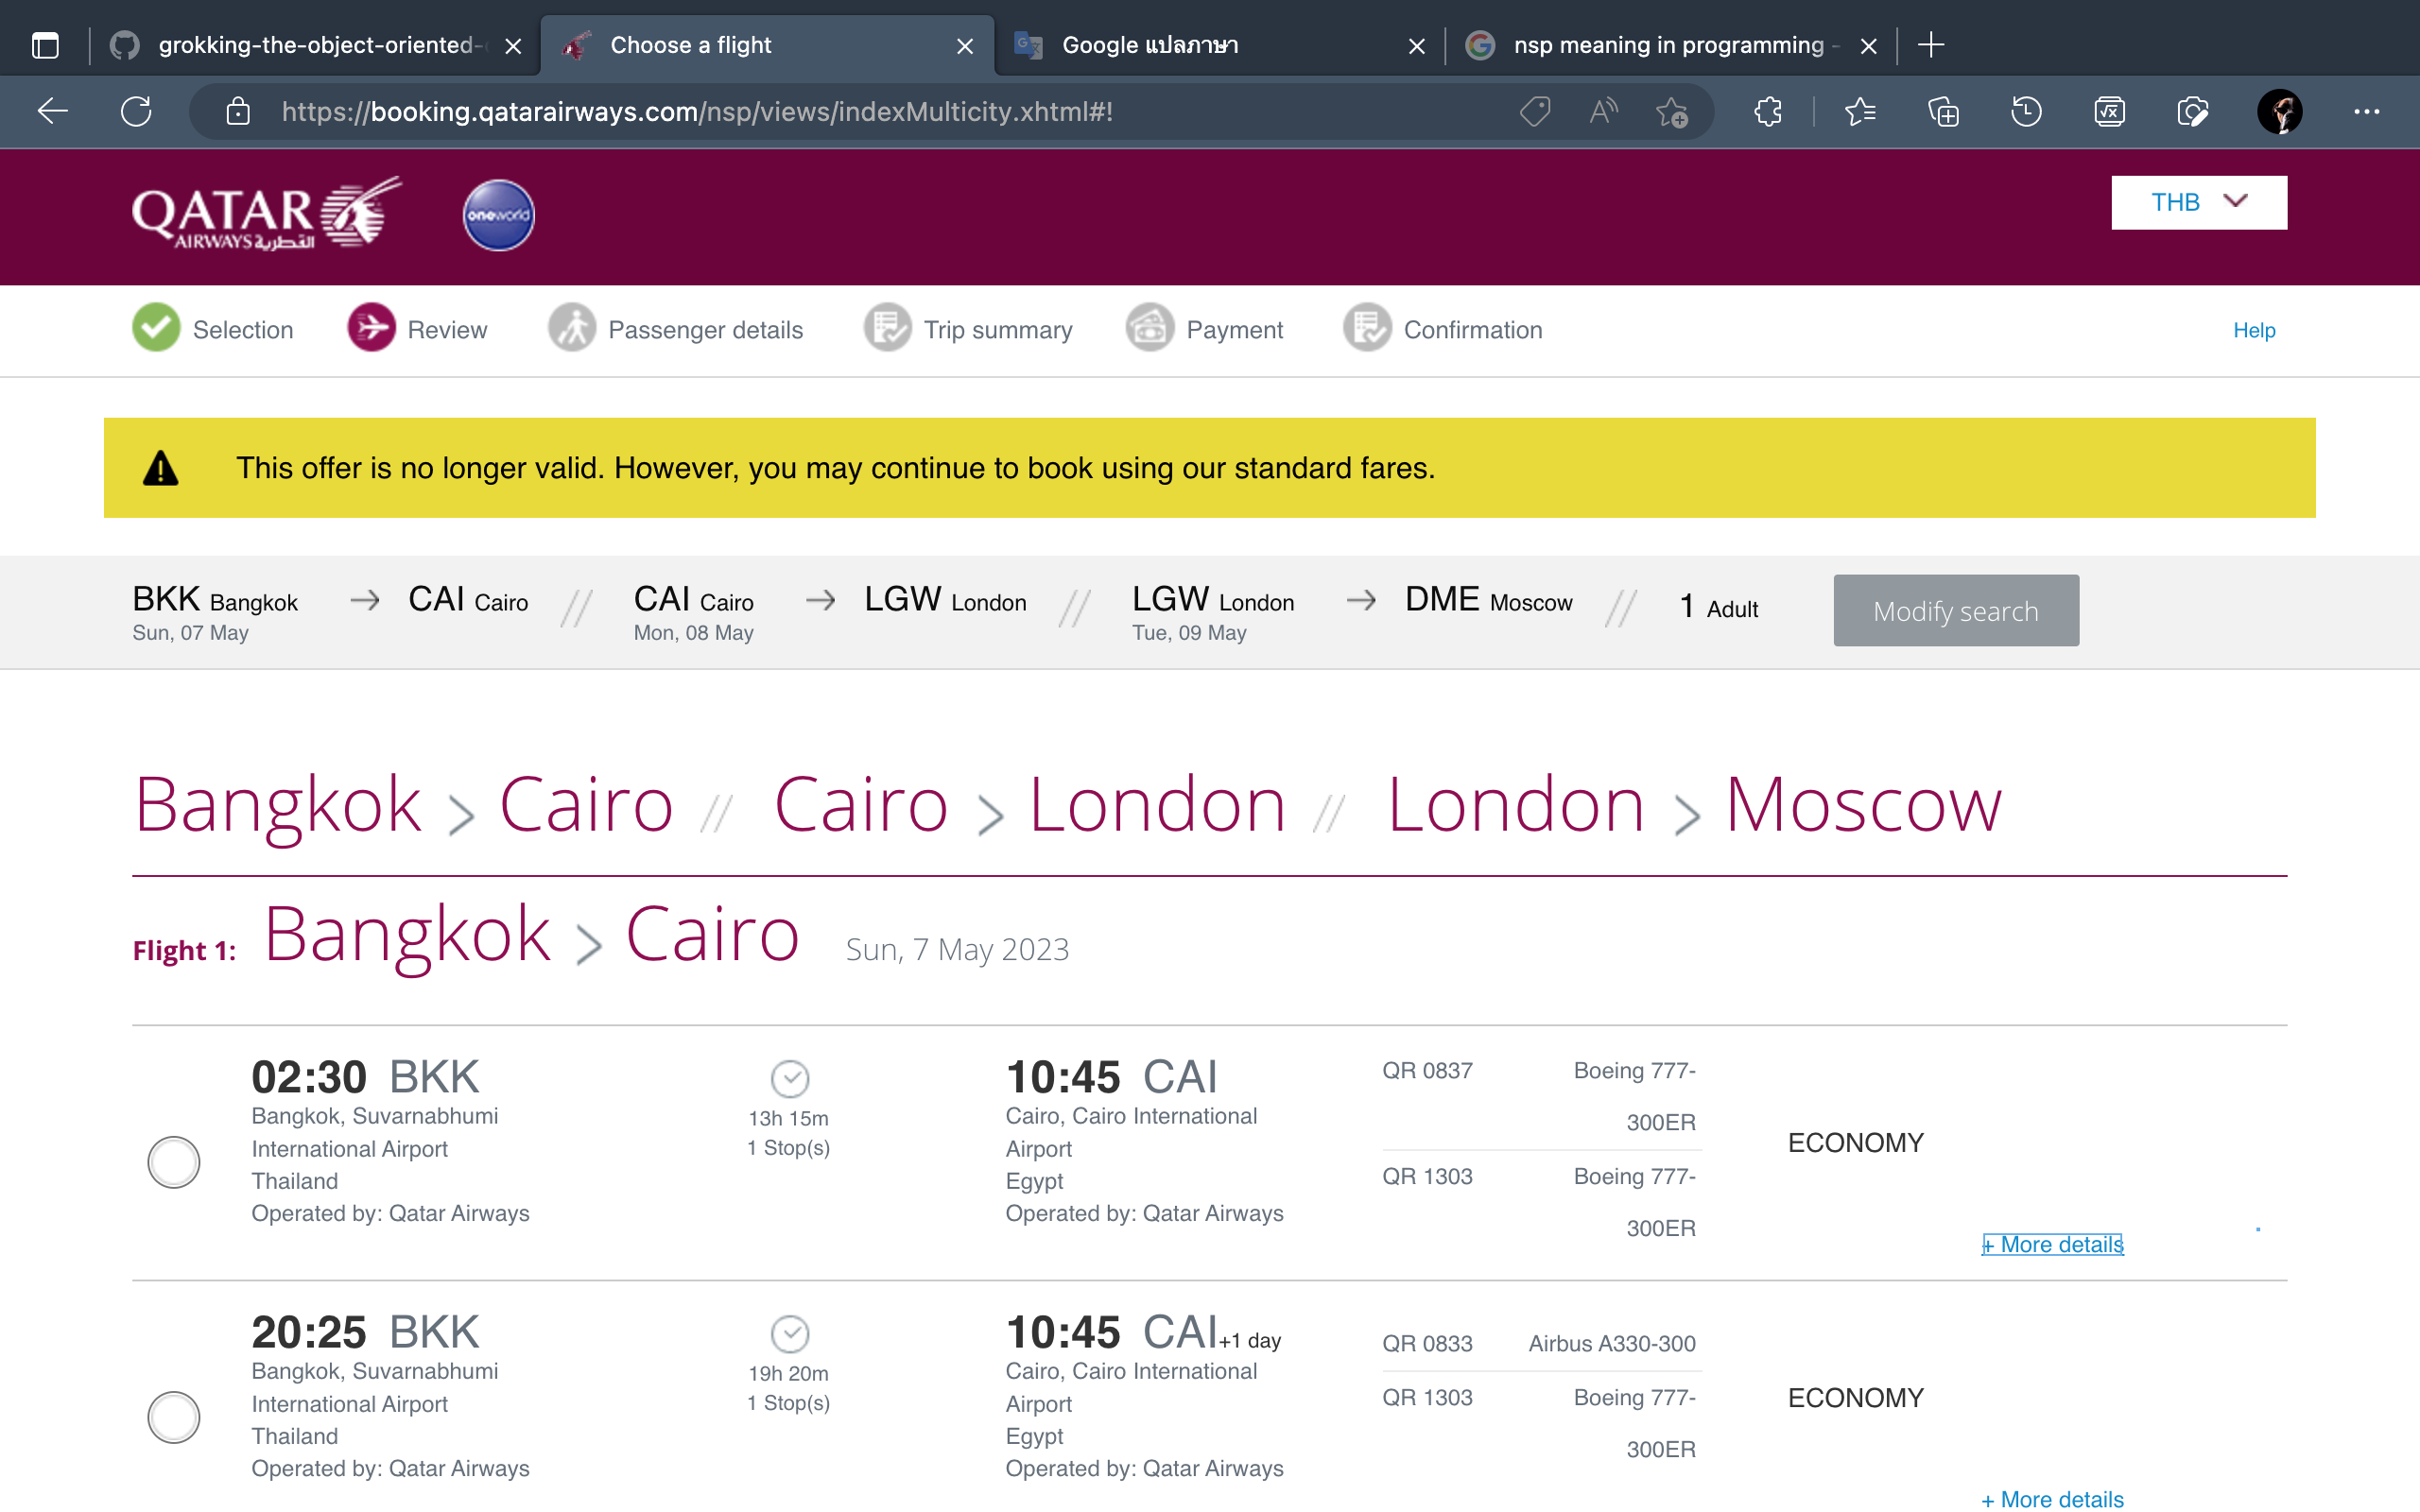 grokking-the-object-oriented-
Choose a flight
Google แปลภาษา
nsp meaning in programming -
https://booking.qatarairways.com/nsp/views/indexMulticity.xhtml#!
QATAR
AIRWAYS القطرية
oneworld
THB
Selection
Review
Passenger details
Trip summary
Payment
Confirmation
Help
This offer is no longer valid. However, you may continue to book using our standard fares.
BKK Bangkok → CAI Cairo // CAI Cairo → LGW London // LGW London → DME Moscow // 1 Adult
Sun, 07 May
Mon, 08 May
Tue, 09 May
Modify search
Bangkok > Cairo // Cairo > London // London > Moscow
Flight 1: Bangkok > Cairo Sun, 7 May 2023
02:30 BKK
Bangkok, Suvarnabhumi
International Airport
Thailand
Operated by: Qatar Airways
13h 15m
1 Stop(s)
10:45 CAI
Cairo, Cairo International
Airport
Egypt
Operated by: Qatar Airways
QR 0837 Boeing 777-
300ER
QR 1303 Boeing 777-
300ER
ECONOMY
+ More details
20:25 BKK
Bangkok, Suvarnabhumi
International Airport
Thailand
Operated by: Qatar Airways
19h 20m
1 Stop(s)
10:45 CAI+1 day
Cairo, Cairo International
Airport
Egypt
Operated by: Qatar Airways
QR 0833 Airbus A330-300
QR 1303 Boeing 777-
300ER
ECONOMY
+ More details